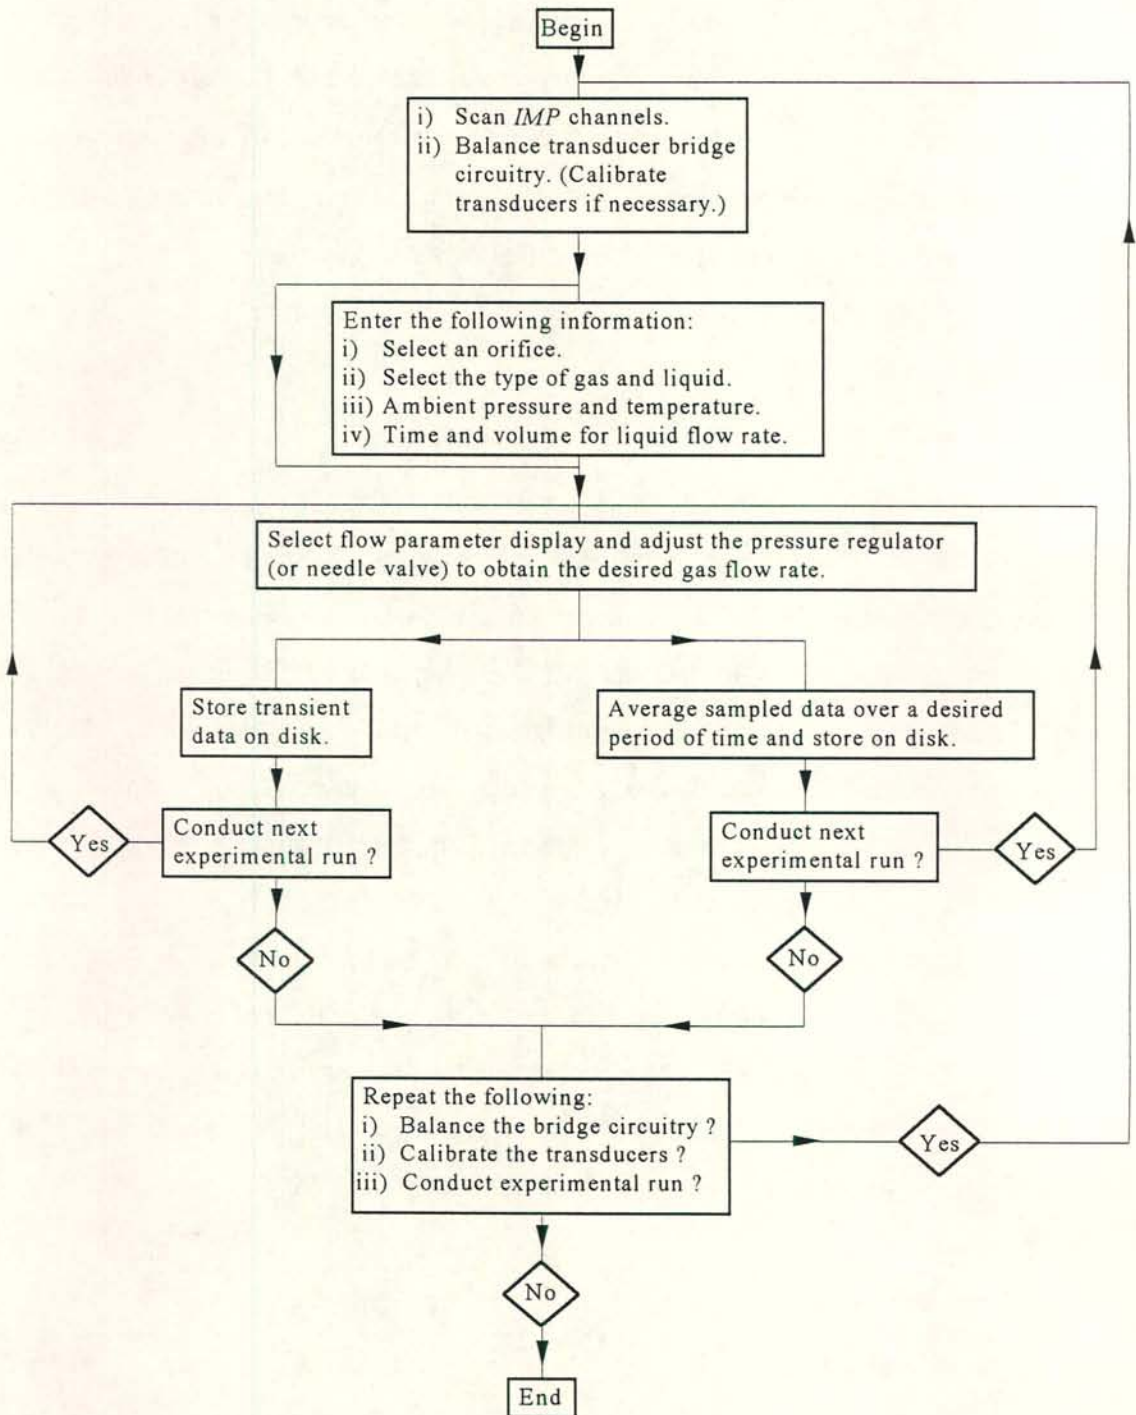 Begin
i) Scan IMP channels.
ii) Balance transducer bridge
circuitry. (Calibrate
transducers if necessary.)
Enter the following information:
i) Select an orifice.
ii) Select the type of gas and liquid.
iii) Ambient pressure and temperature.
iv) Time and volume for liquid flow rate.
Select flow parameter display and adjust the pressure regulator
(or needle valve) to obtain the desired gas flow rate.
Store transient
data on disk.
Average sampled data over a desired
period of time and store on disk.
Yes
Conduct next
experimental run ?
Conduct next
experimental run ?
Yes
No
No
Repeat the following:
i) Balance the bridge circuitry ?
ii) Calibrate the transducers ?
iii) Conduct experimental run ?
Yes
No
End